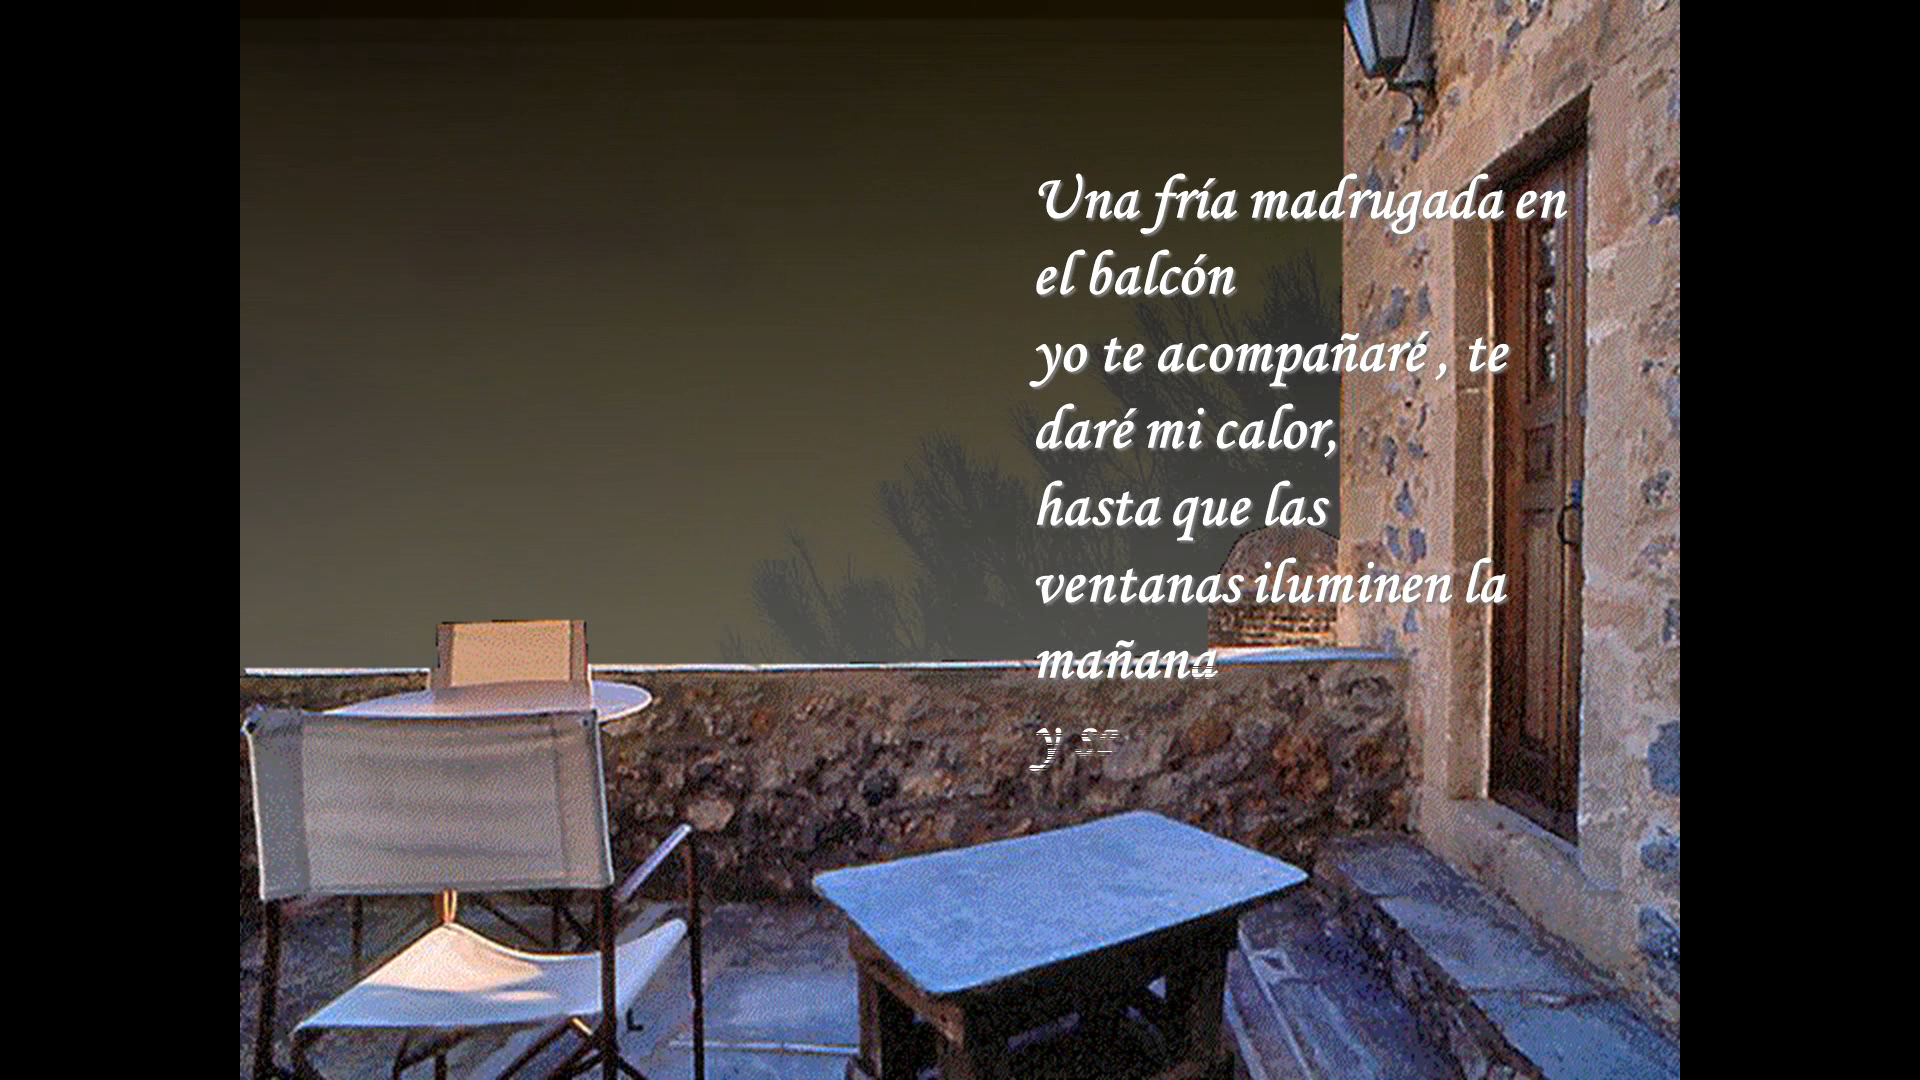 Una fría madrugada en
el balcón
yo te acompañaré , te
daré mi calor,
hasta que las
ventanas iluminen la
mañana
y